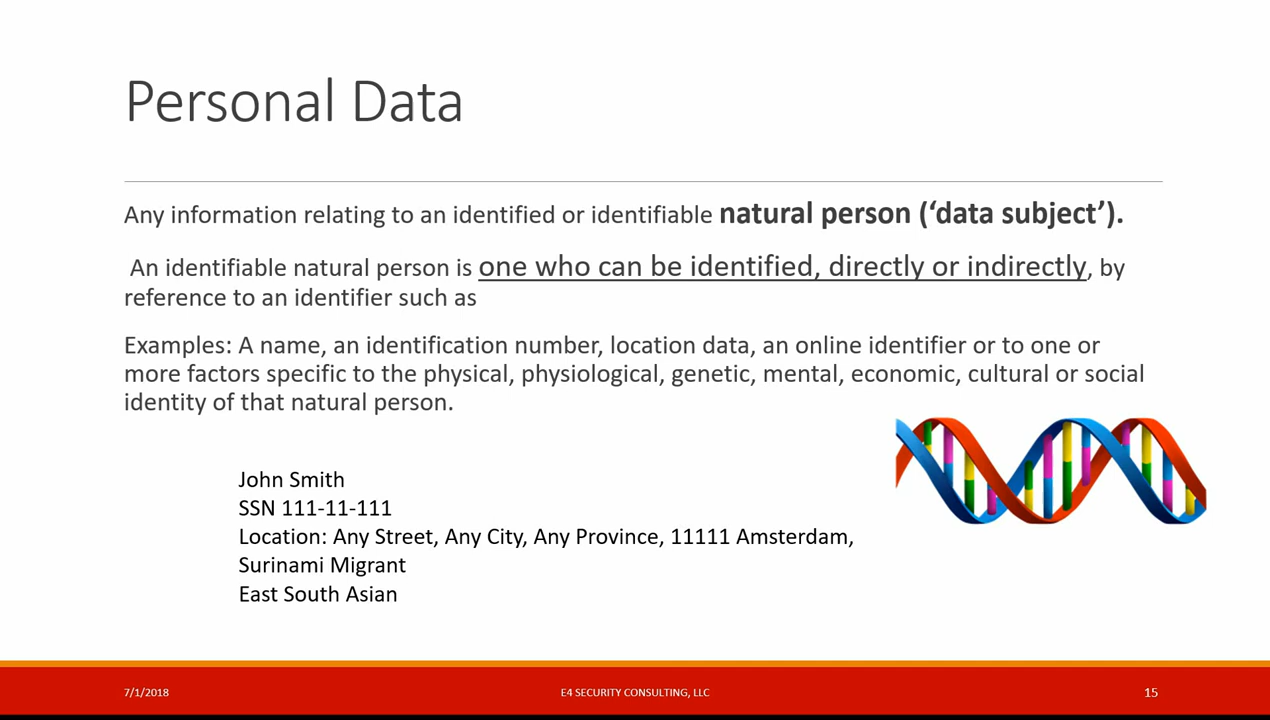 Personal Data
Any information relating to an identified or identifiable natural person (‘data subject’).
An identifiable natural person is one who can be identified, directly or indirectly, by
reference to an identifier such as
Examples: A name, an identification number, location data, an online identifier or to one or
more factors specific to the physical, physiological, genetic, mental, economic, cultural or social
identity of that natural person.
John Smith
SSN 111-11-111
Location: Any Street, Any City, Any Province, 11111 Amsterdam,
Surinami Migrant
East South Asian
7/1/2018
E4 SECURITY CONSULTING, LLC
15